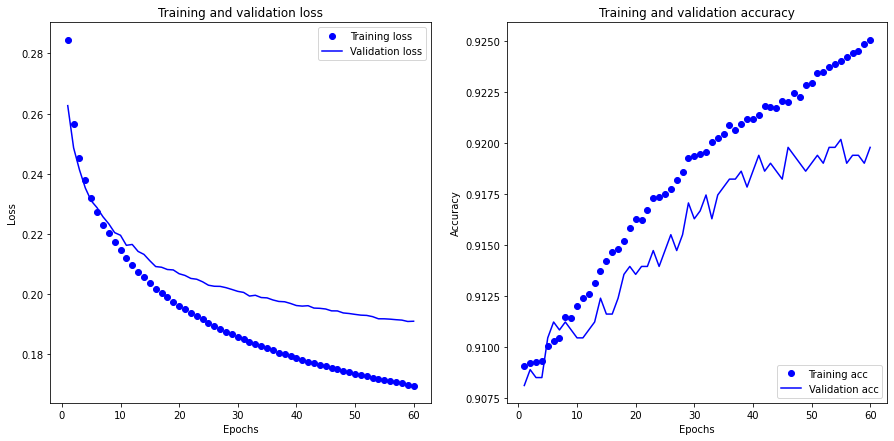 Training and validation loss
Training loss
Validation loss
0.28
0.26
0.24
0.22
0.20
0.18
Loss
0
10
20
30
40
50
60
Epochs
Training and validation accuracy
0.9250
0.9225
0.9200
0.9175
0.9150
0.9125
0.9100
0.9075
Accuracy
Training acc
Validation acc
0
10
20
30
40
50
60
Epochs